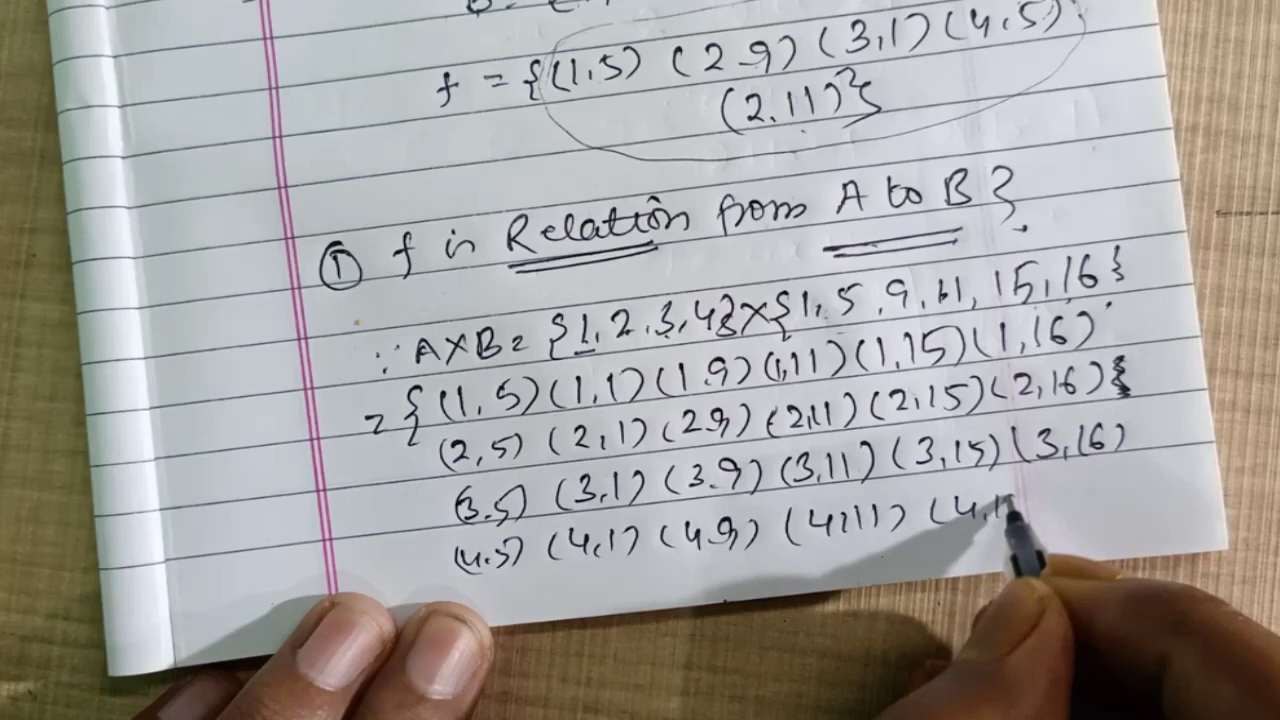 f = {(1,5) (2.9) (3,1) (4,5)
(2.11)}
① f is Relation from A to B?
∵ A×B = {1,2,3,4}×{1,5,9,11,15,16}
= {(1,5) (1,1) (1.9) (1,11) (1,15) (1,16)
(2,5) (2,1) (2.9) (2,11) (2,15) (2,16)}
(3.5) (3,1) (3.9) (3,11) (3,15) (3,16)
(4.5) (4,1) (4.9) (4,11) (4,1